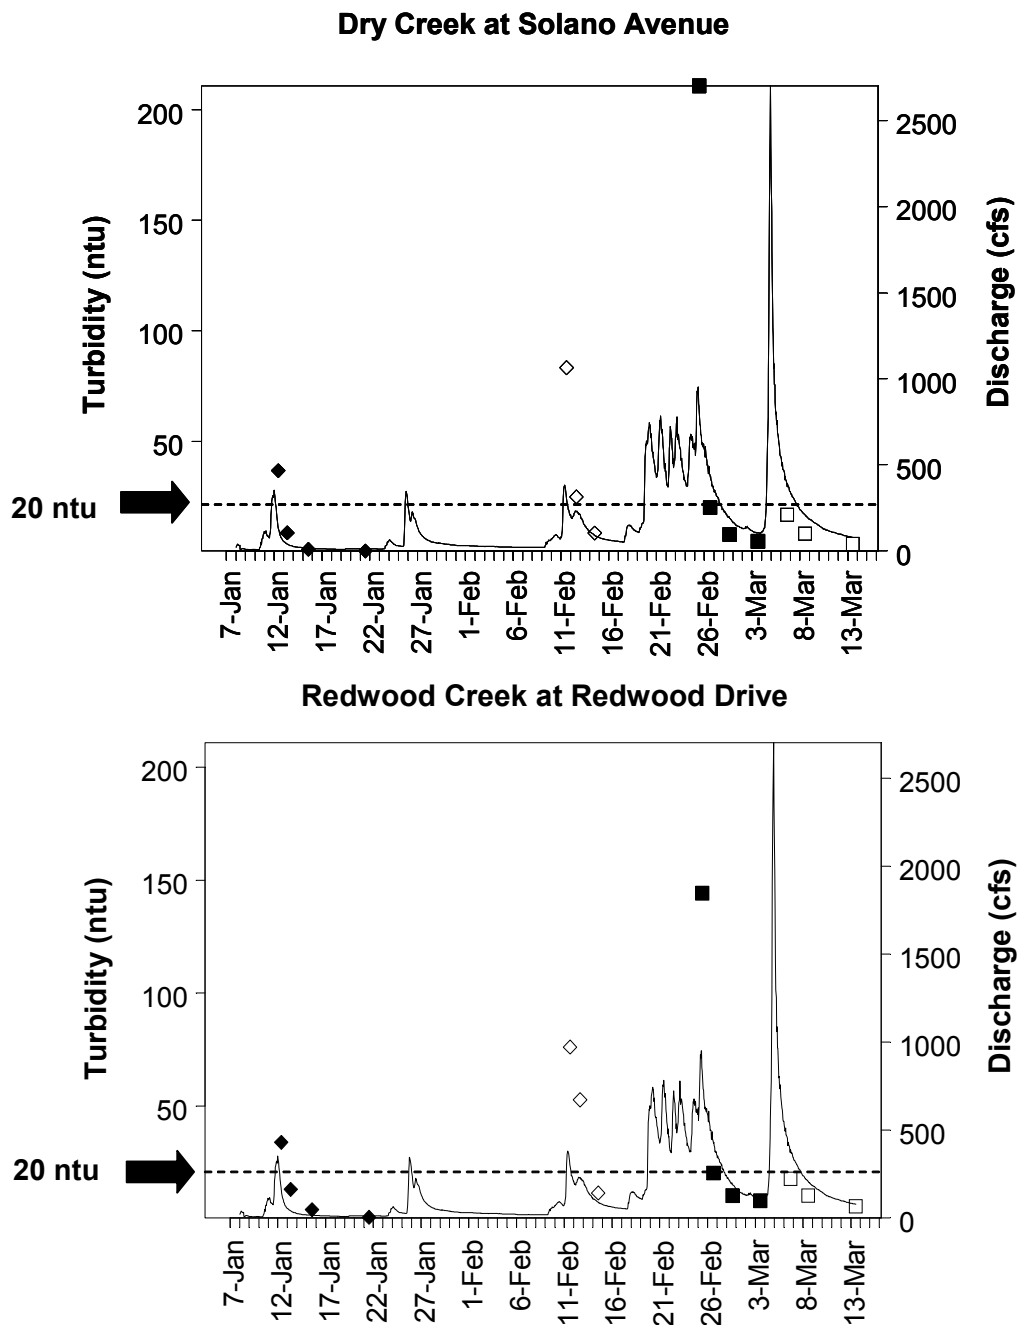 Dry Creek at Solano Avenue
200
150
100
50
Turbidity (ntu)
2500
2000
1500
1000
500
0
Discharge (cfs)
20 ntu
7-Jan
12-Jan
17-Jan
22-Jan
27-Jan
1-Feb
6-Feb
11-Feb
16-Feb
21-Feb
26-Feb
3-Mar
8-Mar
13-Mar
Redwood Creek at Redwood Drive
200
150
100
50
Turbidity (ntu)
2500
2000
1500
1000
500
0
Discharge (cfs)
20 ntu
7-Jan
12-Jan
17-Jan
22-Jan
27-Jan
1-Feb
6-Feb
11-Feb
16-Feb
21-Feb
26-Feb
3-Mar
8-Mar
13-Mar